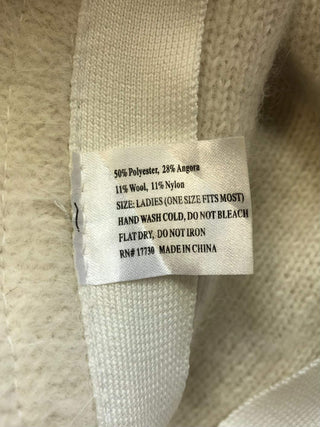 50% Polyester, 28% Angora
11% Wool, 11% Nylon
SIZE: LADIES (ONE SIZE FITS MOST)
HAND WASH COLD, DO NOT BLEACH
FLAT DRY, DO NOT IRON
RN# 17730 MADE IN CHINA